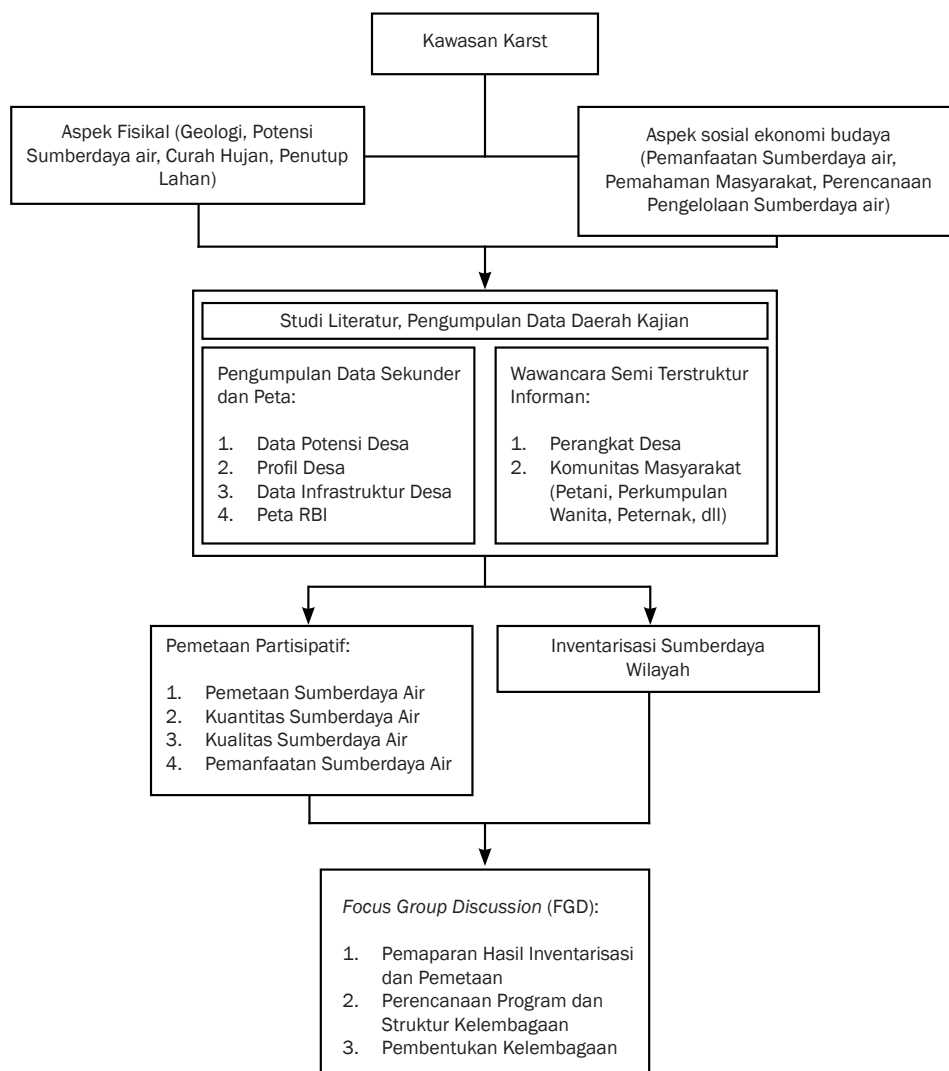 Kawasan Karst
Aspek Fisikal (Geologi, Potensi
Sumberdaya air, Curah Hujan, Penutup
Lahan)
Aspek sosial ekonomi budaya
(Pemanfaatan Sumberdaya air,
Pemahaman Masyarakat, Perencanaan
Pengelolaan Sumberdaya air)
Studi Literatur, Pengumpulan Data Daerah Kajian
Pengumpulan Data Sekunder
dan Peta:
1. Data Potensi Desa
2. Profil Desa
3. Data Infrastruktur Desa
4. Peta RBI
Wawancara Semi Terstruktur
Informan:
1. Perangkat Desa
2. Komunitas Masyarakat
(Petani, Perkumpulan
Wanita, Peternak, dll)
Pemetaan Partisipatif:
1. Pemetaan Sumberdaya Air
2. Kuantitas Sumberdaya Air
3. Kualitas Sumberdaya Air
4. Pemanfaatan Sumberdaya Air
Inventarisasi Sumberdaya
Wilayah
Focus Group Discussion (FGD):
1. Pemaparan Hasil Inventarisasi
dan Pemetaan
2. Perencanaan Program dan
Struktur Kelembagaan
3. Pembentukan Kelembagaan